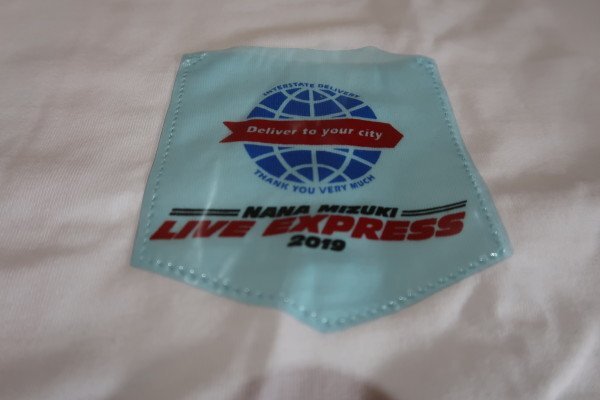 INTERSTATE DELIVERY
Deliver to your city
THANK YOU VERY MUCH
NANA MIZUKI
LIVE EXPRESS
2019